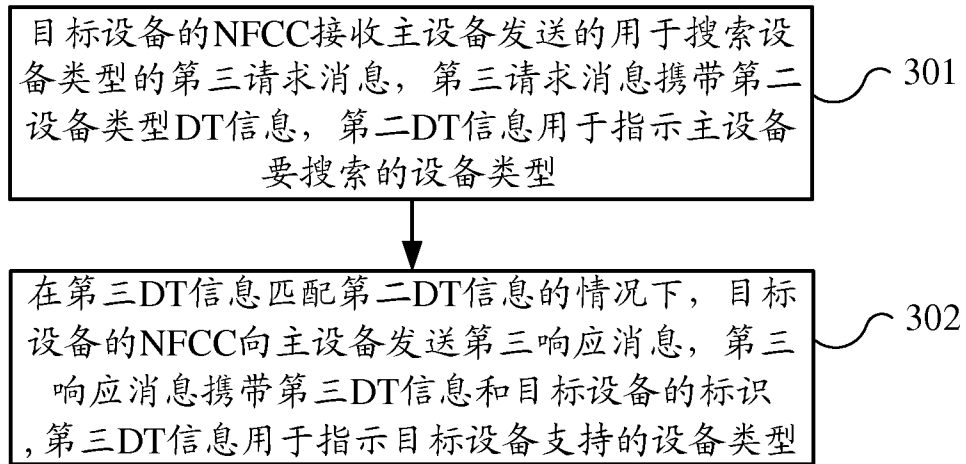 目标设备的NFCC接收主设备发送的用于搜索设
备类型的第三请求消息，第三请求消息携带第二
设备类型DT信息，第二DT信息用于指示主设备
要搜索的设备类型
301
在第三DT信息匹配第二DT信息的情况下，目标
设备的NFCC向主设备发送第三响应消息，第三
响应消息携带第三DT信息和目标设备的标识
,第三DT信息用于指示目标设备支持的设备类型
302